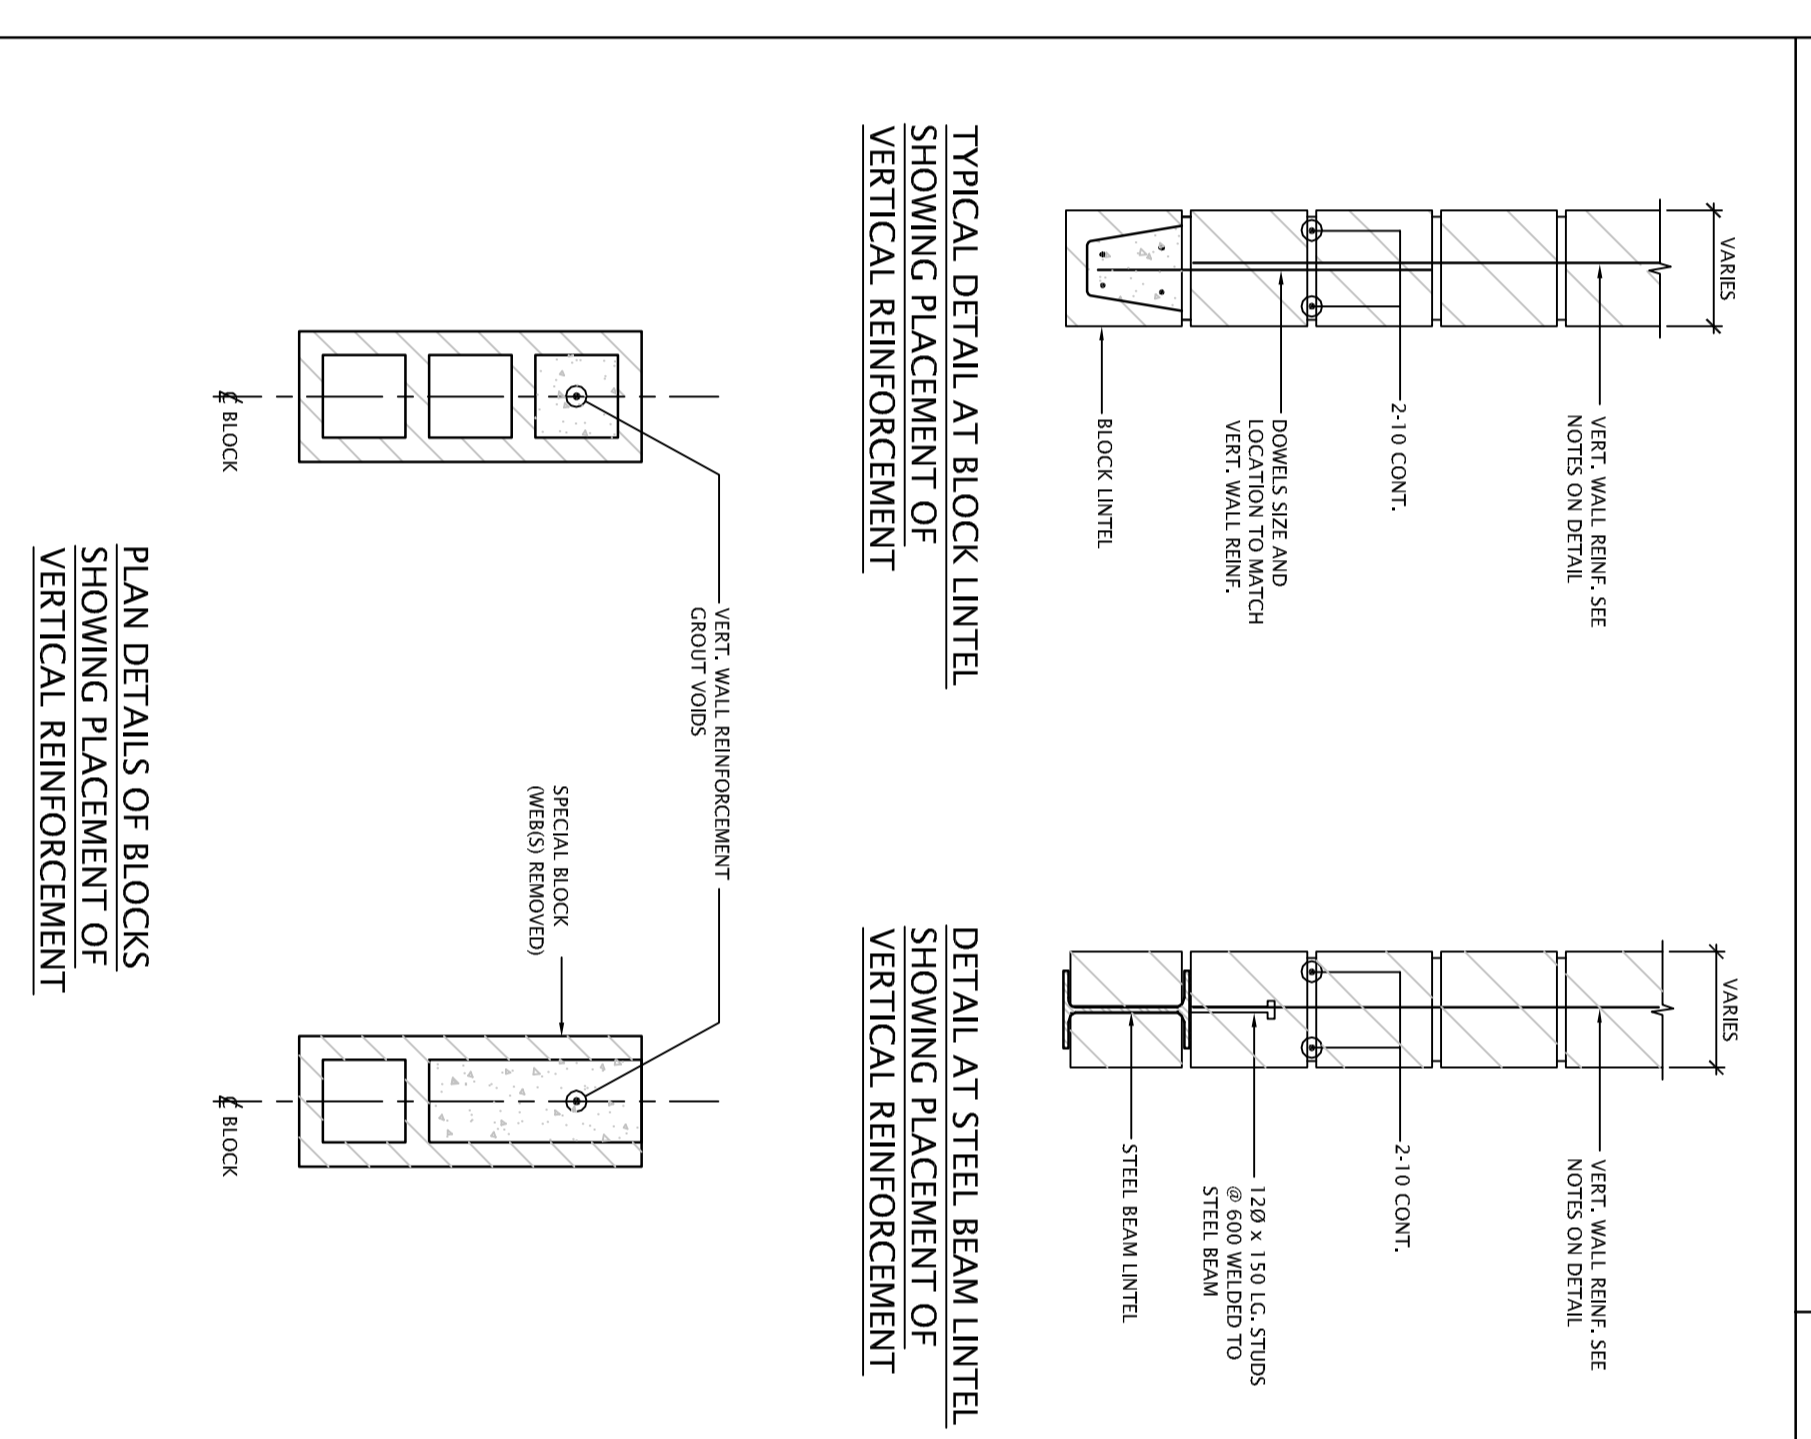 VARIES
VERT. WALL REINF. SEE
NOTES ON DETAIL
2-10 CONT.
DOWELS SIZE AND
LOCATION TO MATCH
VERT. WALL REINF.
BLOCK LINTEL
TYPICAL DETAIL AT BLOCK LINTEL
SHOWING PLACEMENT OF
VERTICAL REINFORCEMENT
VARIES
VERT. WALL REINF. SEE
NOTES ON DETAIL
2-10 CONT.
12Ø x 150 LG. STUDS
@ 600 WELDED TO
STEEL BEAM
STEEL BEAM LINTEL
DETAIL AT STEEL BEAM LINTEL
SHOWING PLACEMENT OF
VERTICAL REINFORCEMENT
VERT. WALL REINFORCEMENT
GROUT VOIDS
SPECIAL BLOCK
(WEB(S) REMOVED)
℄ BLOCK
℄ BLOCK
PLAN DETAILS OF BLOCKS
SHOWING PLACEMENT OF
VERTICAL REINFORCEMENT